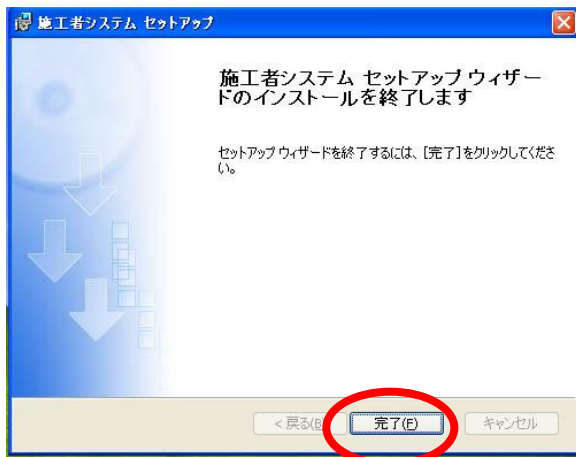 施工者システム セットアップ
施工者システム セットアップ ウィザー
ドのインストールを終了します
セットアップ ウィザードを終了するには、[完了]をクリックしてくださ
い。
< 戻る(B
完了(F)
キャンセル